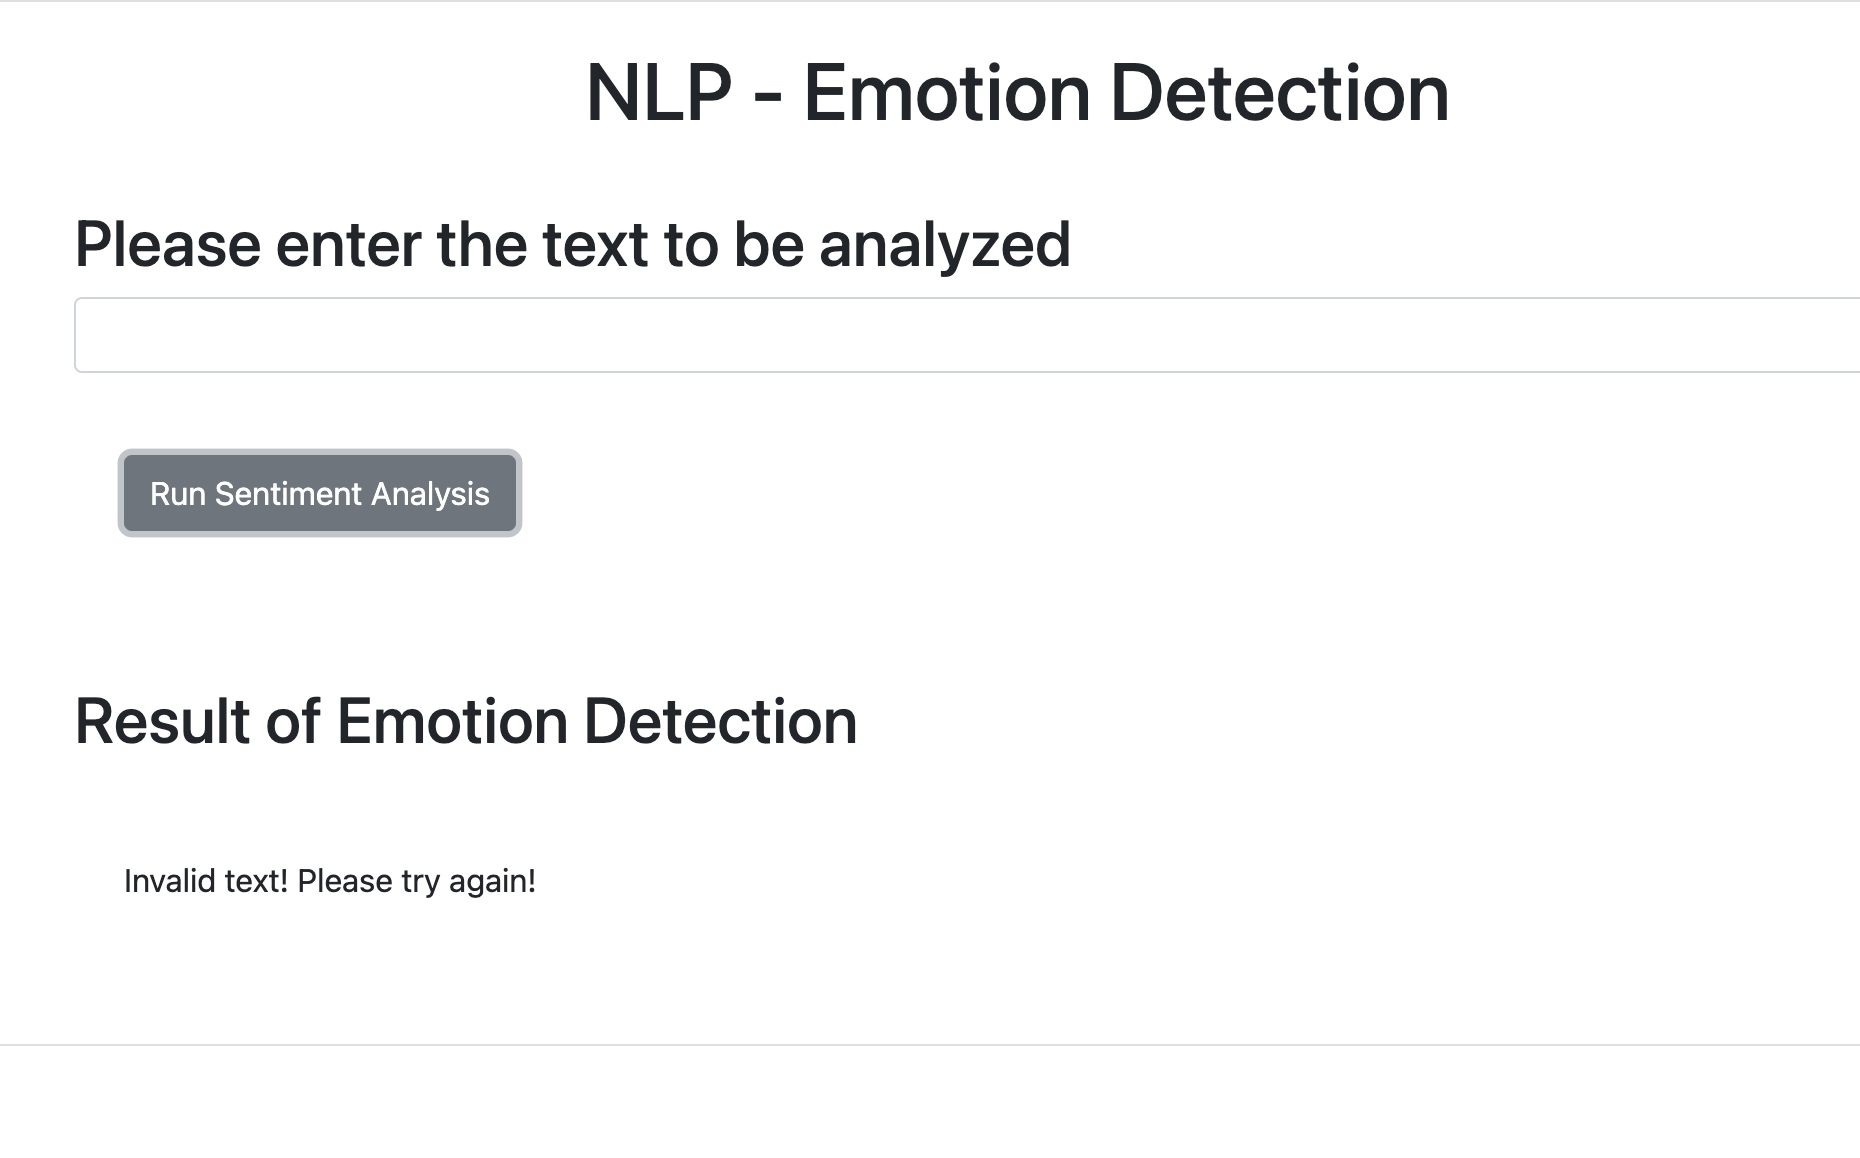 NLP - Emotion Detection
Please enter the text to be analyzed
Run Sentiment Analysis
Result of Emotion Detection
Invalid text! Please try again!